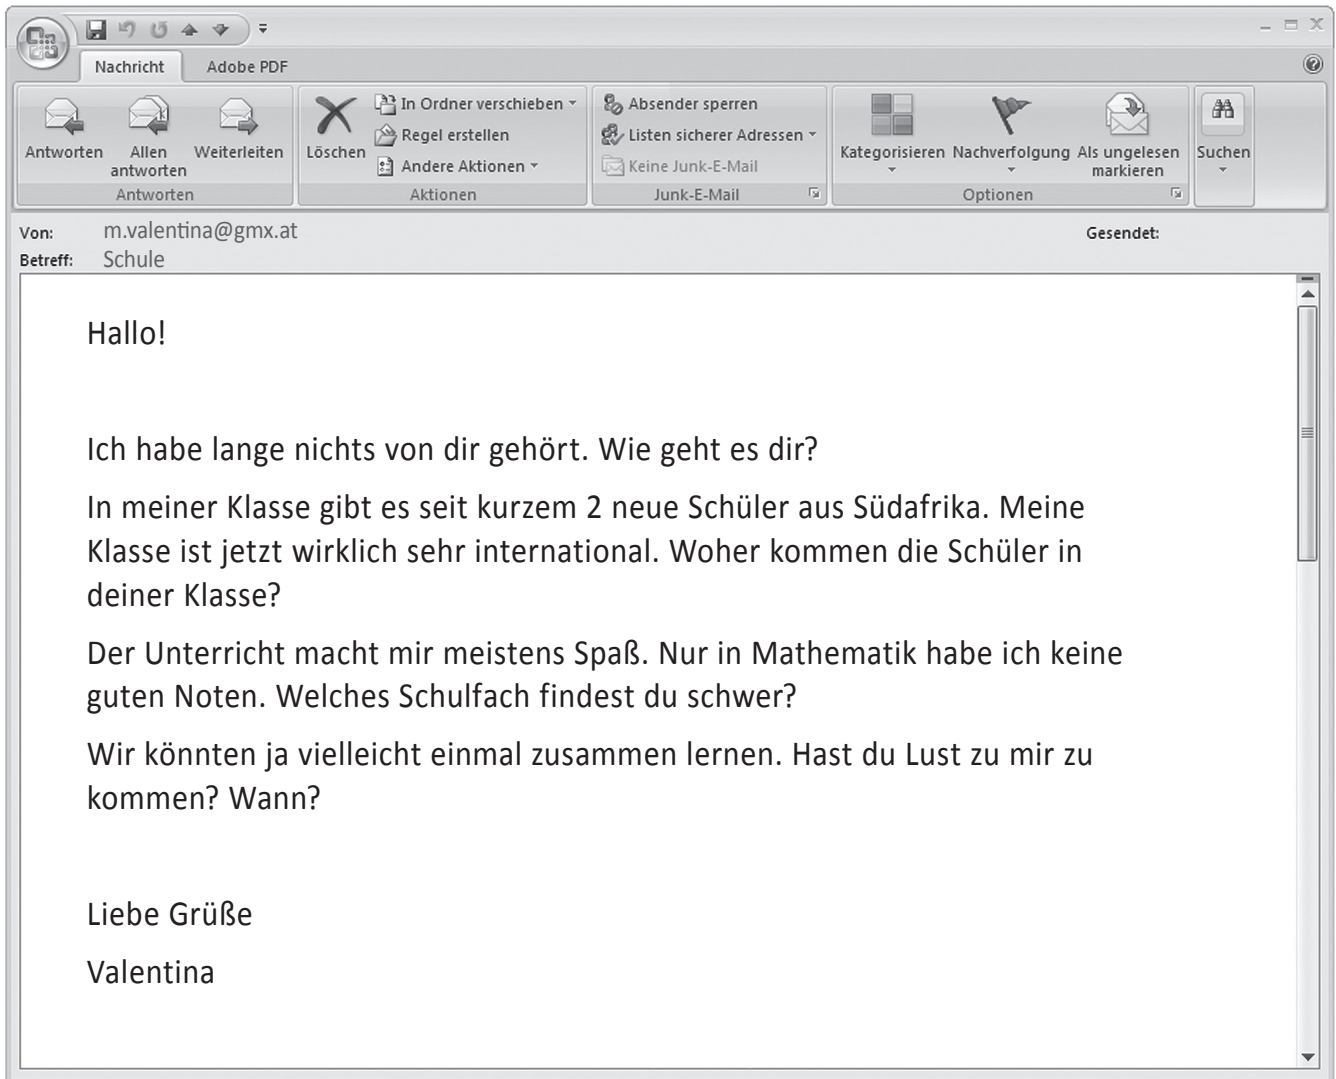 Nachricht Adobe PDF
Antworten Allen antworten Weiterleiten
Antworten
Löschen
In Ordner verschieben
Regel erstellen
Andere Aktionen
Aktionen
Absender sperren
Listen sicherer Adressen
Keine Junk-E-Mail
Junk-E-Mail
Kategorisieren Nachverfolgung Als ungelesen markieren
Optionen
Suchen
Von: m.valentina@gmx.at Gesendet:
Betreff: Schule
Hallo!
Ich habe lange nichts von dir gehört. Wie geht es dir?
In meiner Klasse gibt es seit kurzem 2 neue Schüler aus Südafrika. Meine
Klasse ist jetzt wirklich sehr international. Woher kommen die Schüler in
deiner Klasse?
Der Unterricht macht mir meistens Spaß. Nur in Mathematik habe ich keine
guten Noten. Welches Schulfach findest du schwer?
Wir könnten ja vielleicht einmal zusammen lernen. Hast du Lust zu mir zu
kommen? Wann?
Liebe Grüße
Valentina